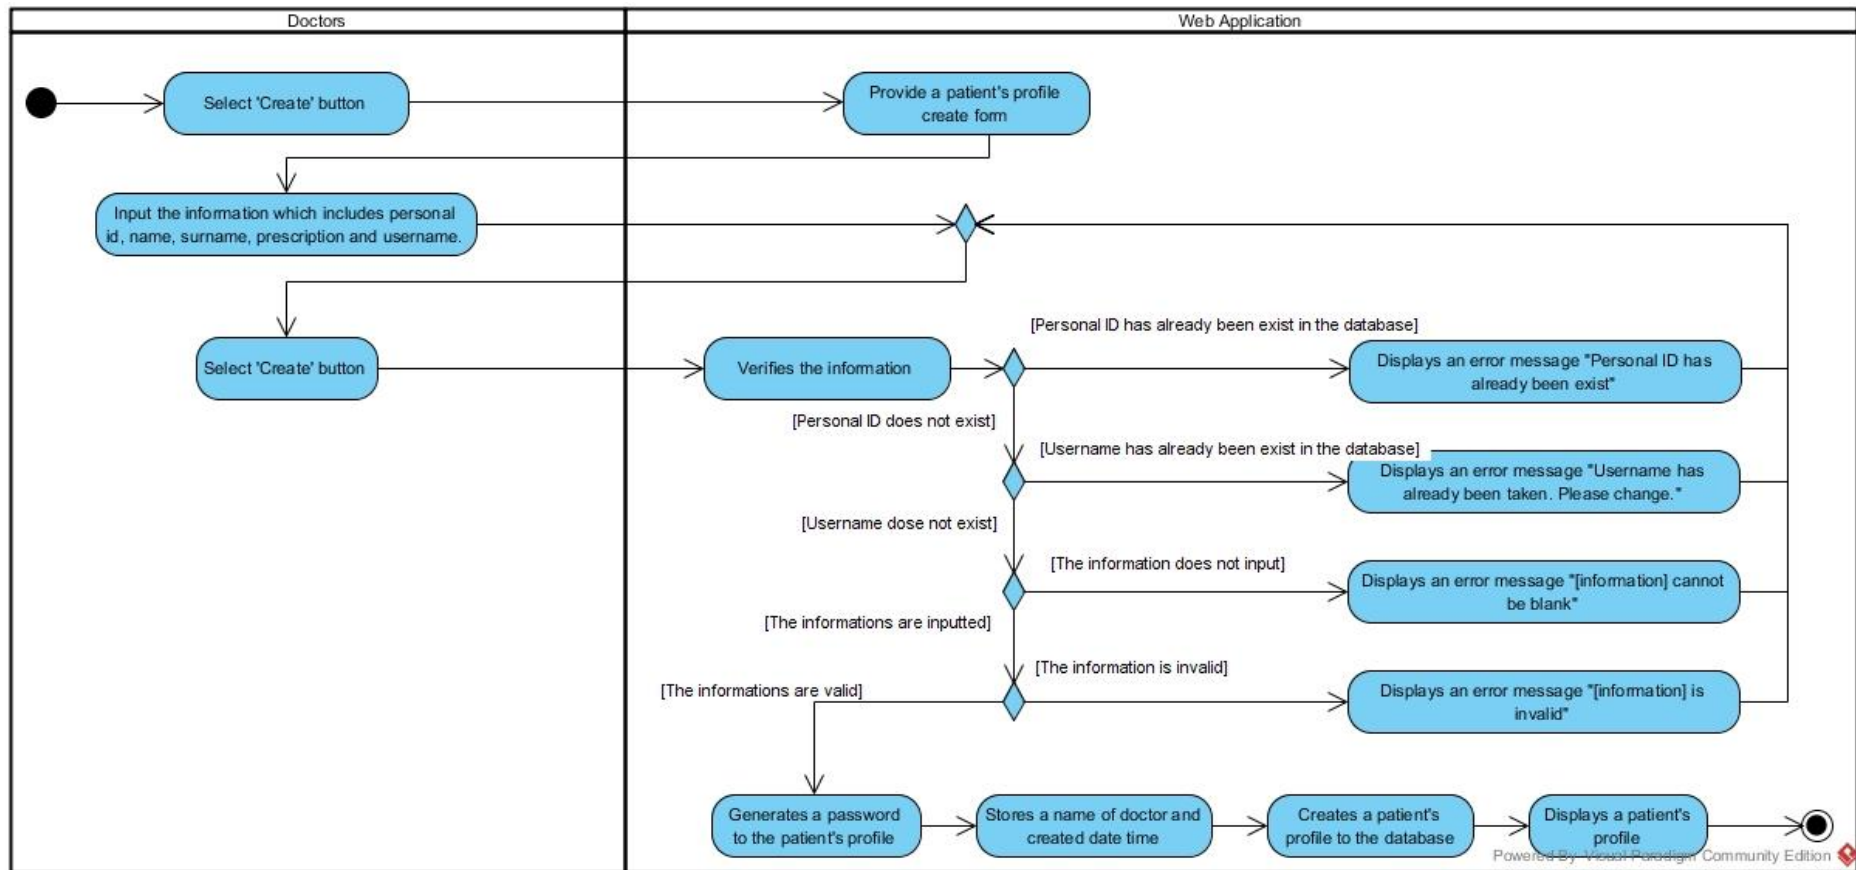 Doctors
Web Application
Select 'Create' button
Provide a patient's profile
create form
Input the information which includes personal
id, name, surname, prescription and username.
[Personal ID has already been exist in the database]
Select 'Create' button
Verifies the information
Displays an error message "Personal ID has
already been exist"
[Personal ID does not exist]
[Username has already been exist in the database]
Displays an error message "Username has
already been taken. Please change."
[Username dose not exist]
[The information does not input]
Displays an error message "[information] cannot
be blank"
[The informations are inputted]
[The information is invalid]
[The informations are valid]
Displays an error message "[information] is
invalid"
Generates a password
to the patient's profile
Stores a name of doctor and
created date time
Creates a patient's
profile to the database
Displays a patient's
profile
Powered By Visual Paradigm Community Edition